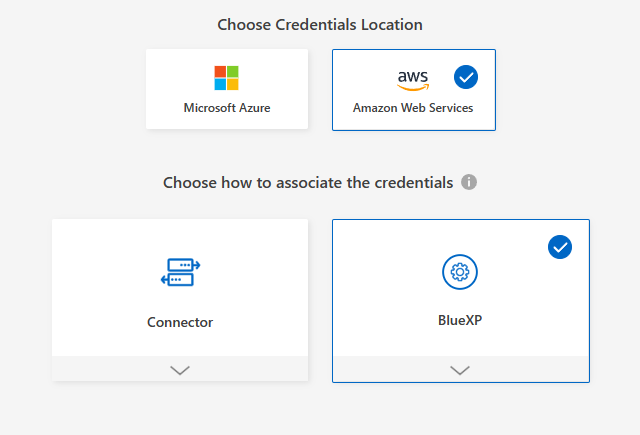 Choose Credentials Location
Microsoft Azure
aws
Amazon Web Services
Choose how to associate the credentials
Connector
BlueXP